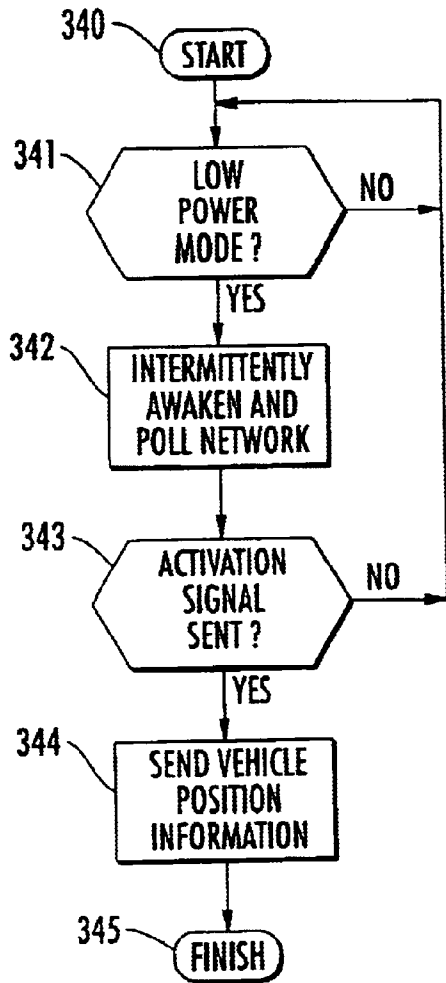 340
START
341
LOW
POWER
MODE ?
NO
YES
342
INTERMITTENTLY
AWAKEN AND
POLL NETWORK
343
ACTIVATION
SIGNAL
SENT ?
NO
YES
344
SEND VEHICLE
POSITION
INFORMATION
345
FINISH